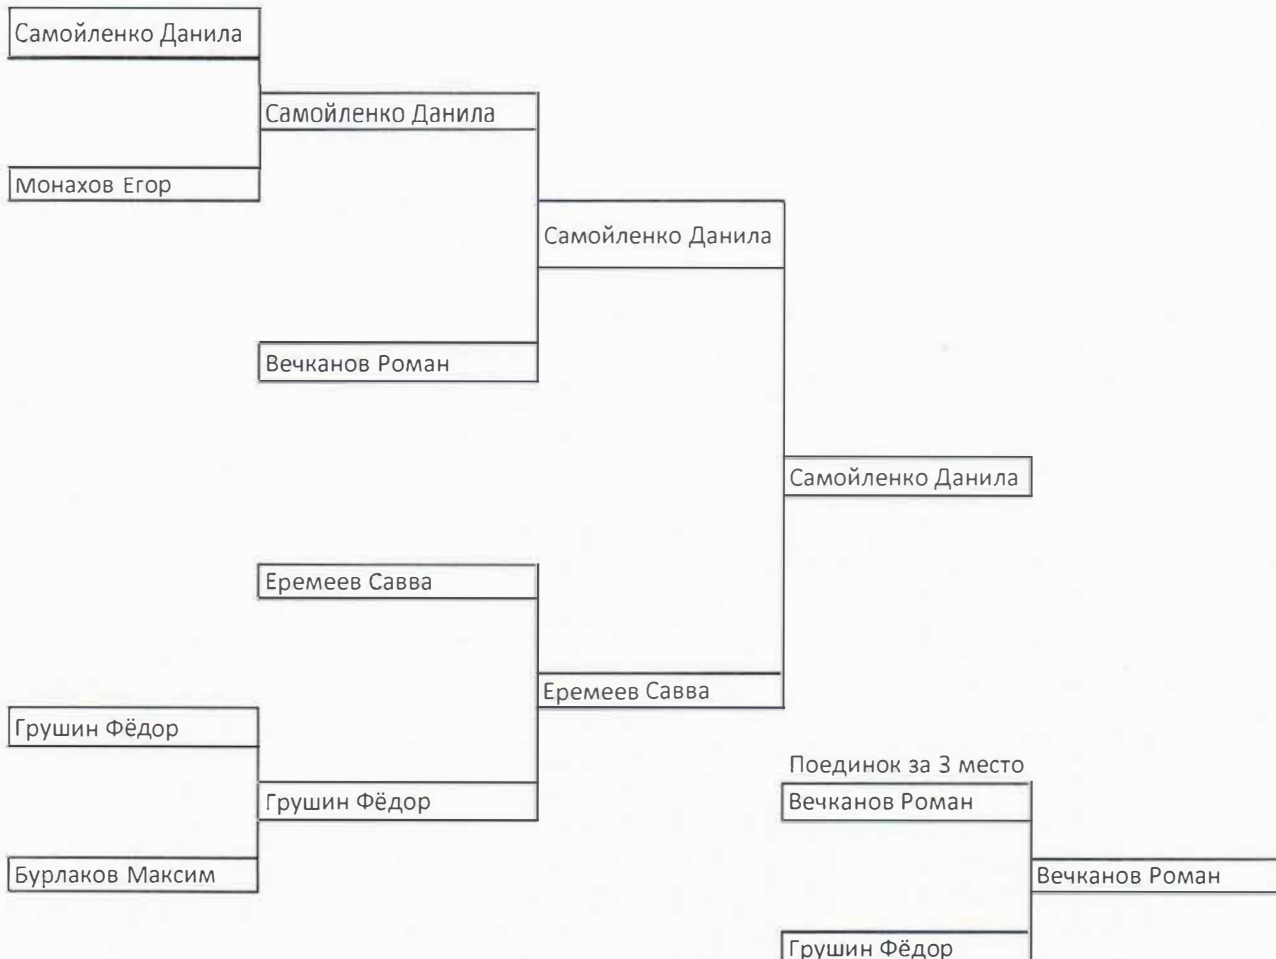 Самойленко Данила
Самойленко Данила
Монахов Егор
Самойленко Данила
Вечканов Роман
Самойленко Данила
Еремеев Савва
Еремеев Савва
Грушин Фёдор
Поединок за 3 место
Грушин Фёдор
Вечканов Роман
Бурлаков Максим
Вечканов Роман
Грушин Фёдор